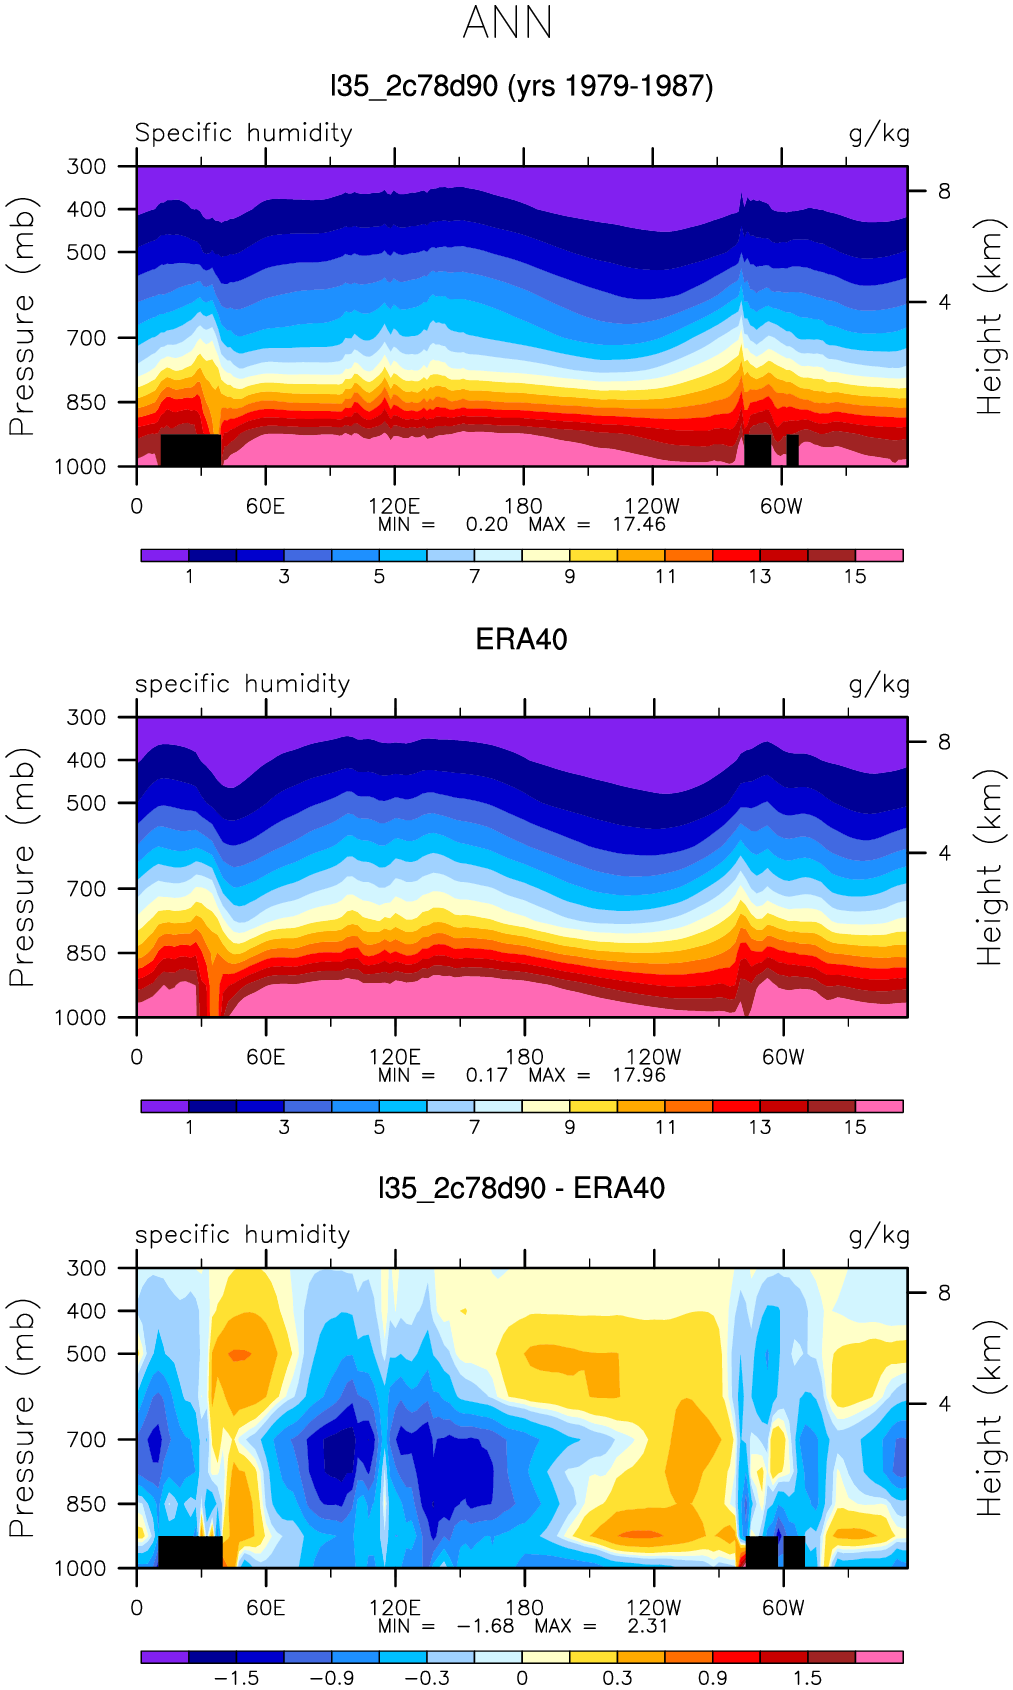 ANN
l35_2c78d90 (yrs 1979-1987)
Specific humidity g/kg
Pressure (mb)
300
400
500
700
850
1000
8
4
Height (km)
0 60E 120E 180 120W 60W
MIN = 0.20 MAX = 17.46
1 3 5 7 9 11 13 15
ERA40
specific humidity g/kg
Pressure (mb)
300
400
500
700
850
1000
8
4
Height (km)
0 60E 120E 180 120W 60W
MIN = 0.17 MAX = 17.96
1 3 5 7 9 11 13 15
l35_2c78d90 - ERA40
specific humidity g/kg
Pressure (mb)
300
400
500
700
850
1000
8
4
Height (km)
0 60E 120E 180 120W 60W
MIN = −1.68 MAX = 2.31
−1.5 −0.9 −0.3 0 0.3 0.9 1.5